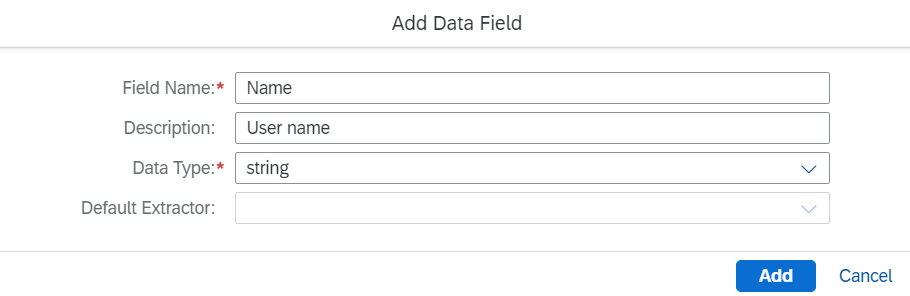 Add Data Field
Field Name:* Name
Description: User name
Data Type:* string
Default Extractor:
Add Cancel